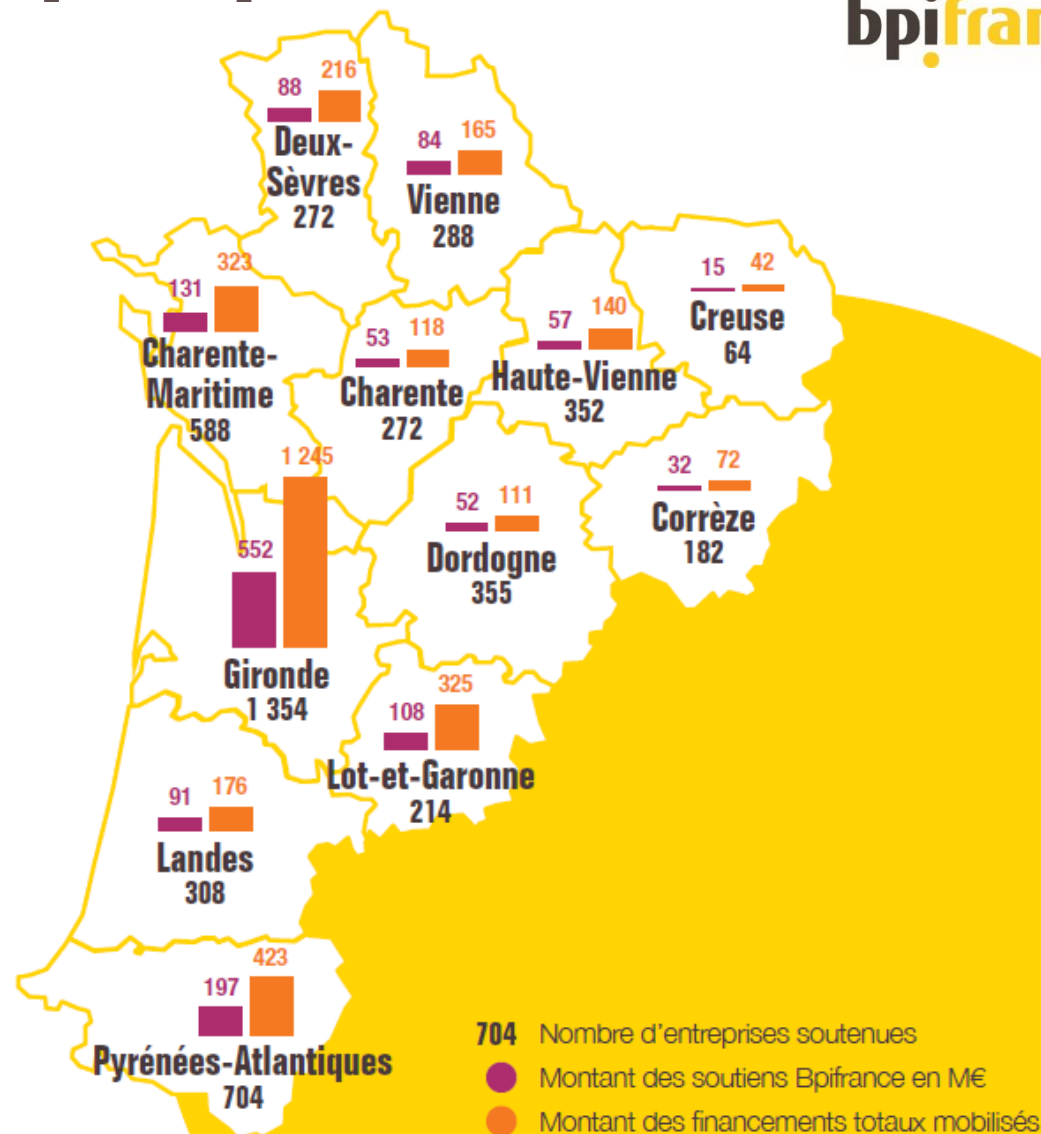 bpifran
88
216
Deux-
Sèvres
272
84
165
Vienne
288
131
323
Charente-
Maritime
588
53
118
Charente
272
57
140
Haute-Vienne
352
15
42
Creuse
64
552
1 245
Gironde
1 354
52
111
Dordogne
355
32
72
Corrèze
182
108
325
Lot-et-Garonne
214
91
176
Landes
308
197
423
Pyrénées-Atlantiques
704
704 Nombre d’entreprises soutenues
Montant des soutiens Bpifrance en M€
Montant des financements totaux mobilisés